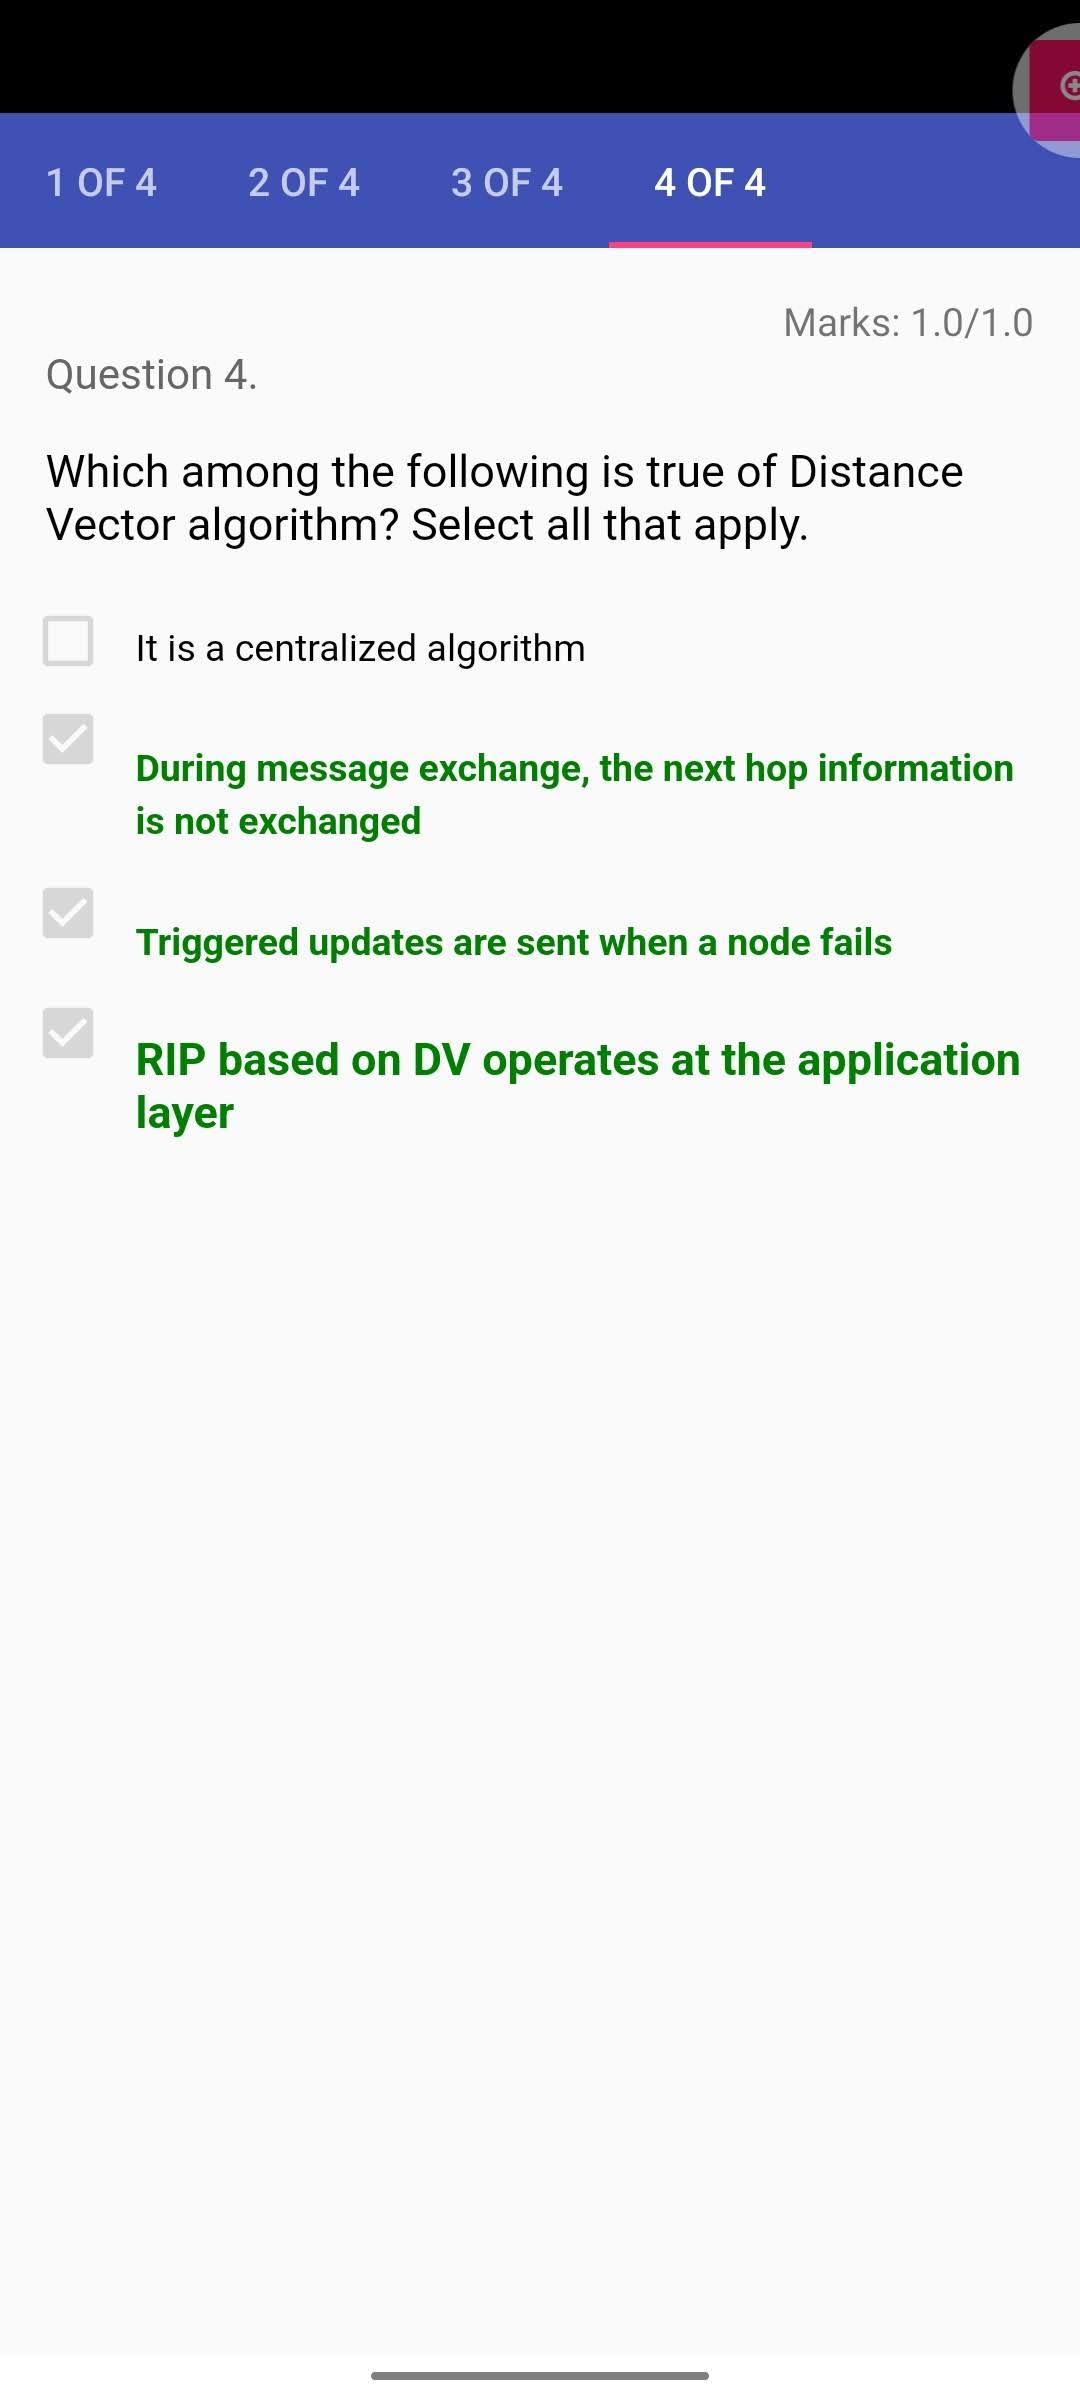 1 OF 4 2 OF 4 3 OF 4 4 OF 4
Marks: 1.0/1.0
Question 4.
Which among the following is true of Distance
Vector algorithm? Select all that apply.
It is a centralized algorithm
During message exchange, the next hop information
is not exchanged
Triggered updates are sent when a node fails
RIP based on DV operates at the application
layer